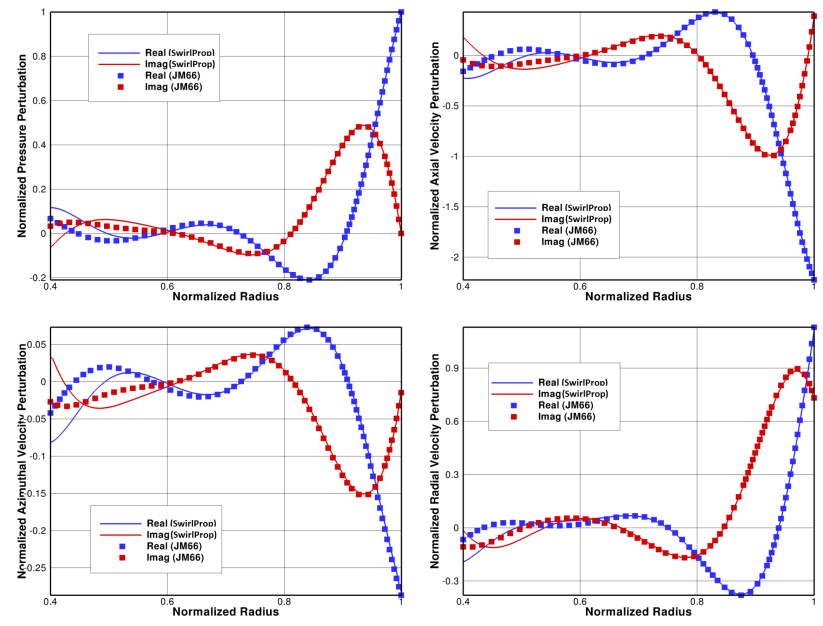 Normalized Pressure Perturbation
1
0.8
0.6
0.4
0.2
0
-0.2
Real (SwirlProp)
Imag(SwirlProp)
Real (JM66)
Imag (JM66)
0.4 0.6 0.8 1
Normalized Radius
Normalized Axial Velocity Perturbation
0
-0.5
-1
-1.5
-2
Real (SwirlProp)
Imag(SwirlProp)
Real (JM66)
Imag (JM66)
0.4 0.6 0.8 1
Normalized Radius
Normalized Azimuthal Velocity Perturbation
0.05
0
-0.05
-0.1
-0.15
-0.2
-0.25
Real (SwirlProp)
Imag(SwirlProp)
Real (JM66)
Imag (JM66)
0.4 0.6 0.8 1
Normalized Radius
Normalized Radial Velocity Perturbation
0.9
0.6
0.3
0
-0.3
Real (SwirlProp)
Imag(SwirlProp)
Real (JM66)
Imag (JM66)
0.4 0.6 0.8 1
Normalized Radius